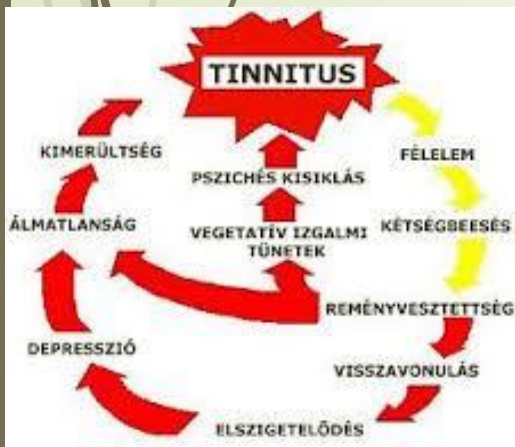 TINNITUS
FÉLELEM
KÉTSÉGBEESÉS
REMÉNYVESZTETTSÉG
VISSZAVONULÁS
ELSZIGETELŐDÉS
DEPRESSZIÓ
ÁLMATLANSÁG
KIMERÜLTSÉG
PSZICHÉS KISIKLÁS
VEGETATÍV IZGALMI
TÜNETEK